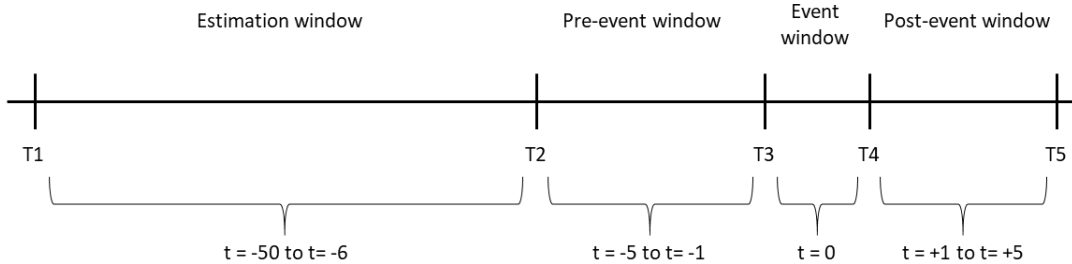 Estimation window
Pre-event window
Event
window
Post-event window
T1
T2
T3
T4
T5
t = -50 to t= -6
t = -5 to t= -1
t = 0
t = +1 to t= +5